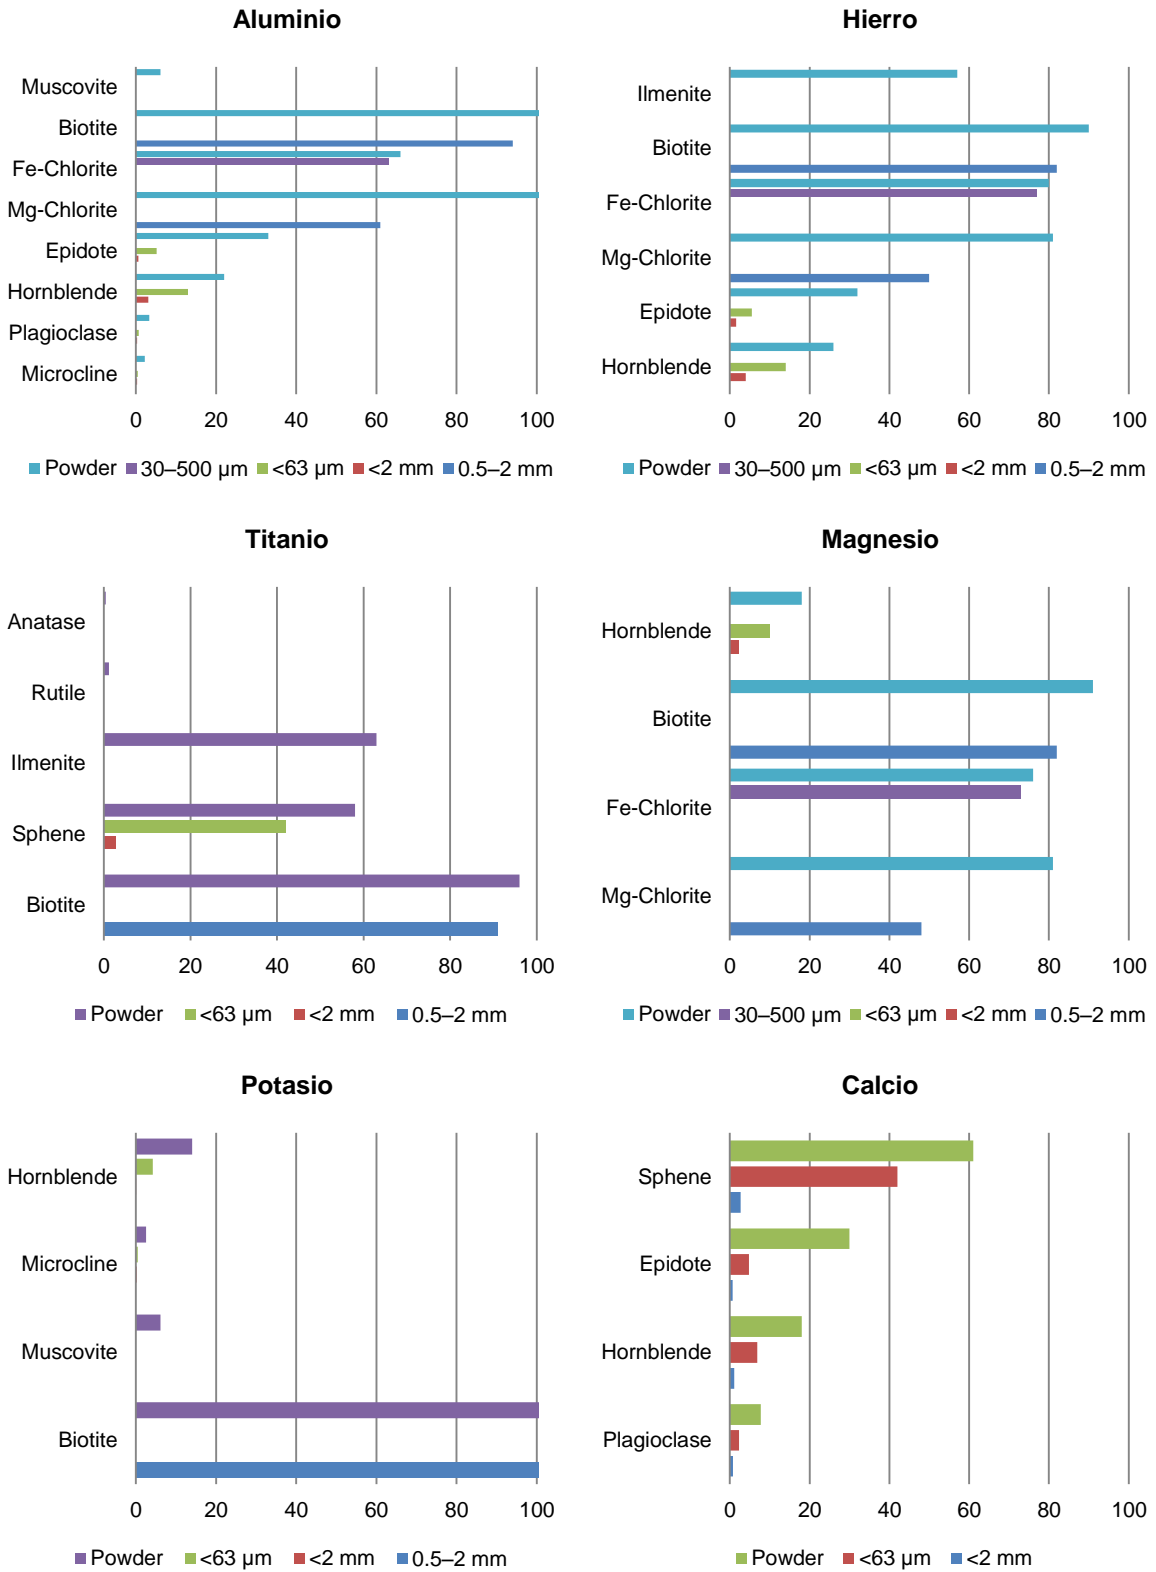 Aluminio
Muscovite
Biotite
Fe-Chlorite
Mg-Chlorite
Epidote
Hornblende
Plagioclase
Microcline
0 20 40 60 80 100
Powder 30–500 µm <63 µm <2 mm 0.5–2 mm
Hierro
Ilmenite
Biotite
Fe-Chlorite
Mg-Chlorite
Epidote
Hornblende
0 20 40 60 80 100
Powder 30–500 µm <63 µm <2 mm 0.5–2 mm
Titanio
Anatase
Rutile
Ilmenite
Sphene
Biotite
0 20 40 60 80 100
Powder <63 µm <2 mm 0.5–2 mm
Magnesio
Hornblende
Biotite
Fe-Chlorite
Mg-Chlorite
0 20 40 60 80 100
Powder 30–500 µm <63 µm <2 mm 0.5–2 mm
Potasio
Hornblende
Microcline
Muscovite
Biotite
0 20 40 60 80 100
Powder <63 µm <2 mm 0.5–2 mm
Calcio
Sphene
Epidote
Hornblende
Plagioclase
0 20 40 60 80 100
Powder <63 µm <2 mm